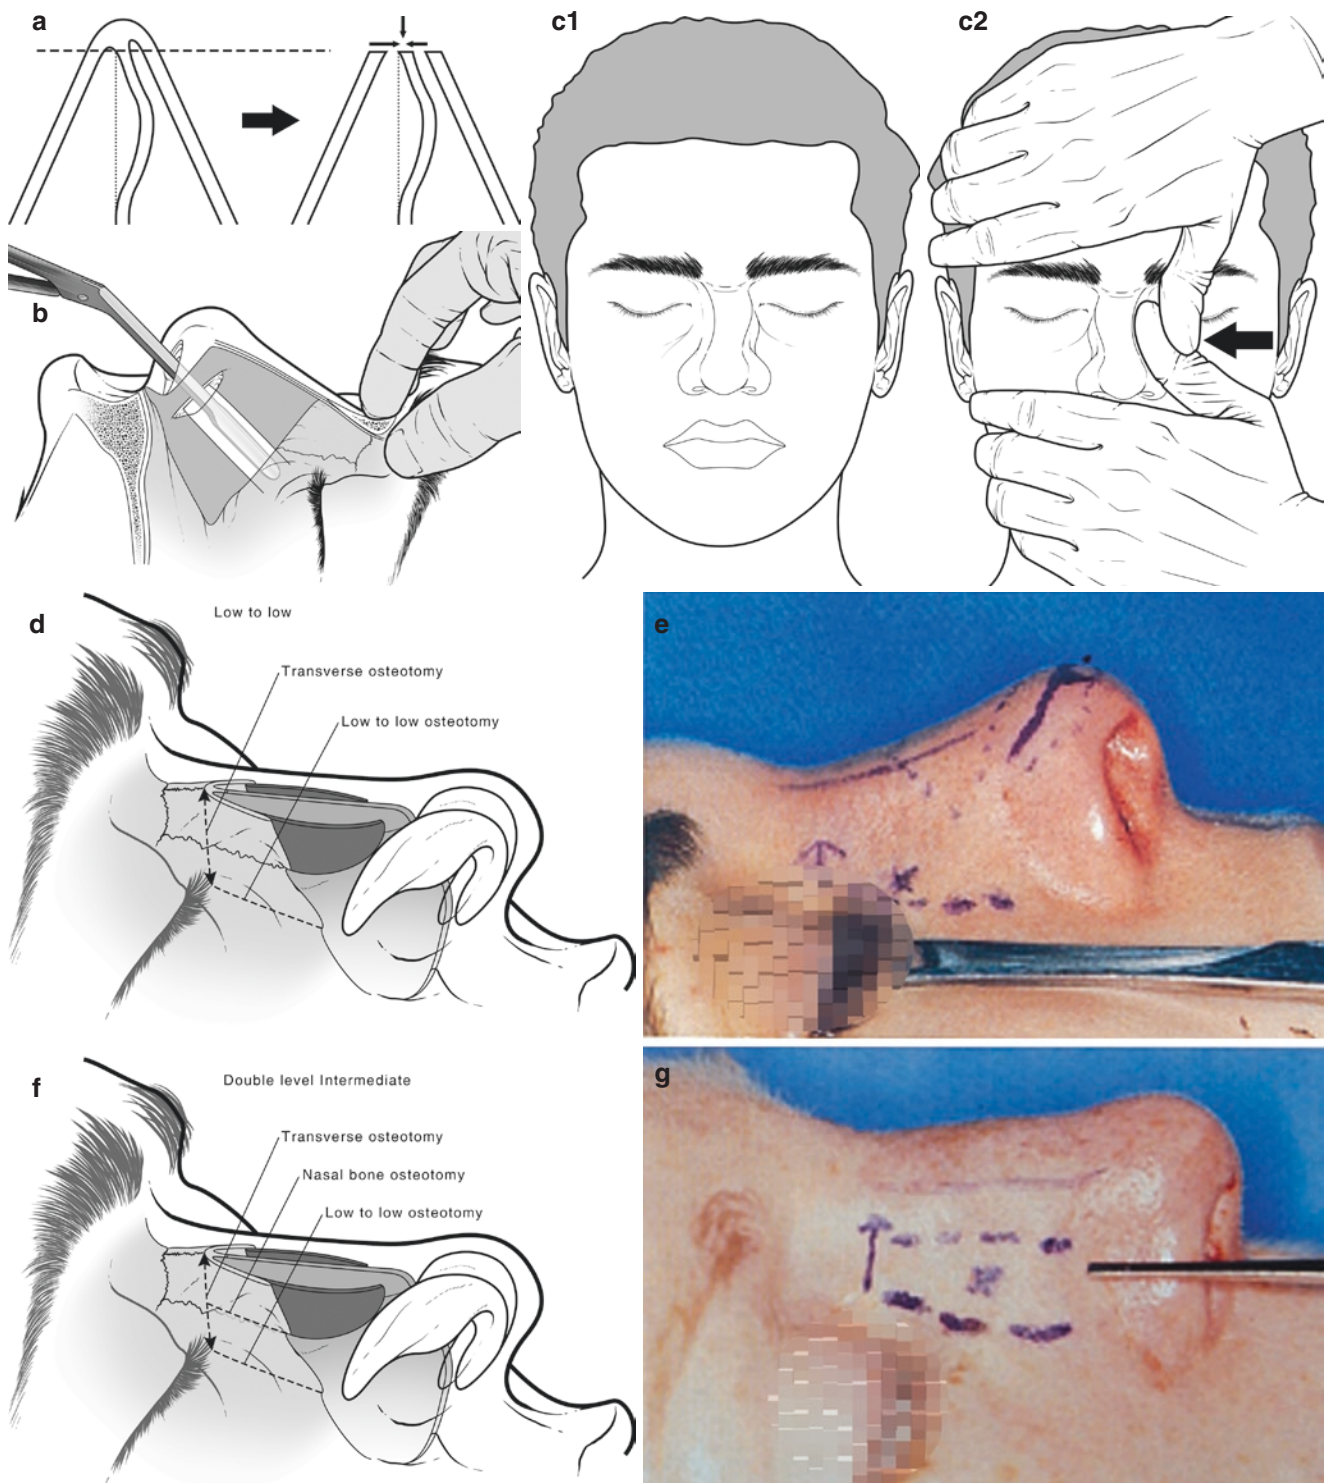 a
c1
c2
b
d
Low to low
Transverse osteotomy
Low to low osteotomy
e
f
Double level Intermediate
Transverse osteotomy
Nasal bone osteotomy
Low to low osteotomy
g